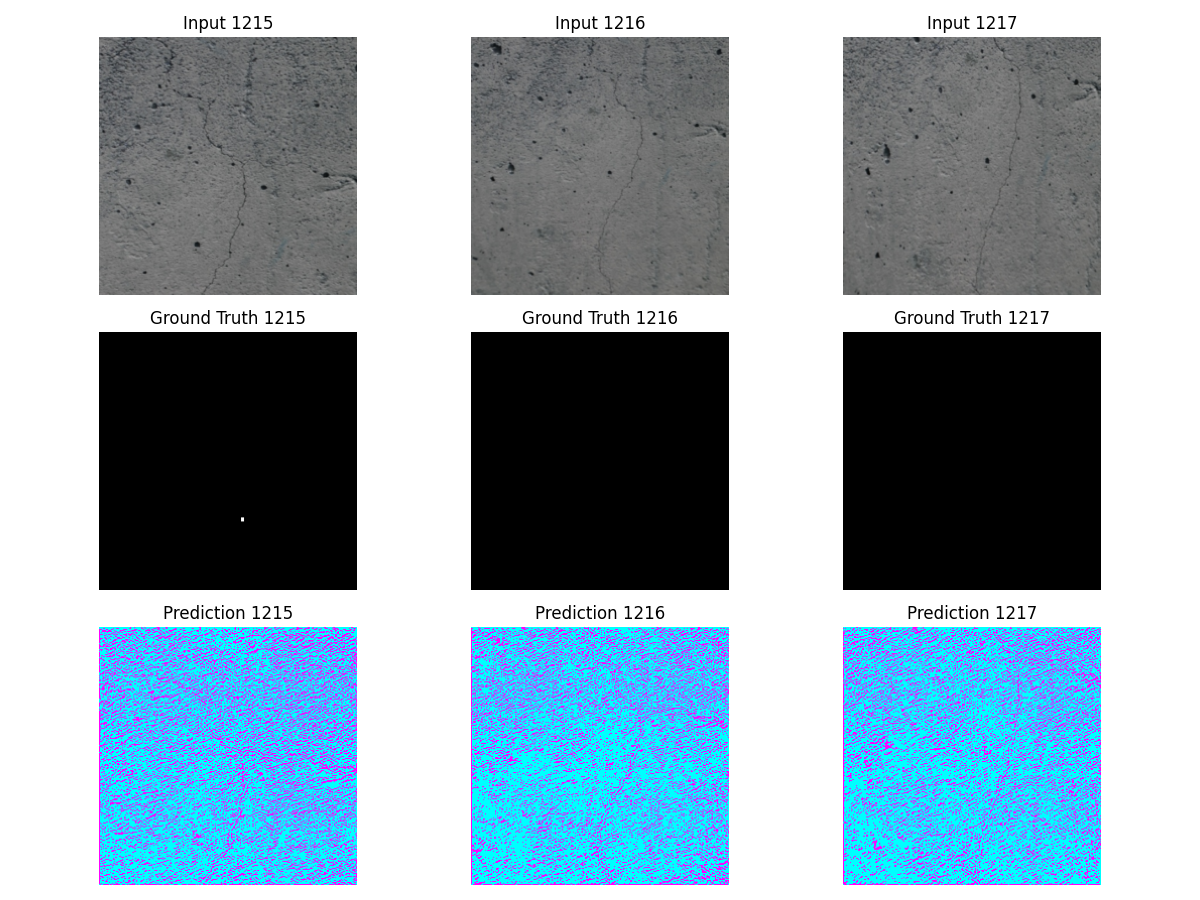 Input 1215
Input 1216
Input 1217
Ground Truth 1215
Ground Truth 1216
Ground Truth 1217
Prediction 1215
Prediction 1216
Prediction 1217